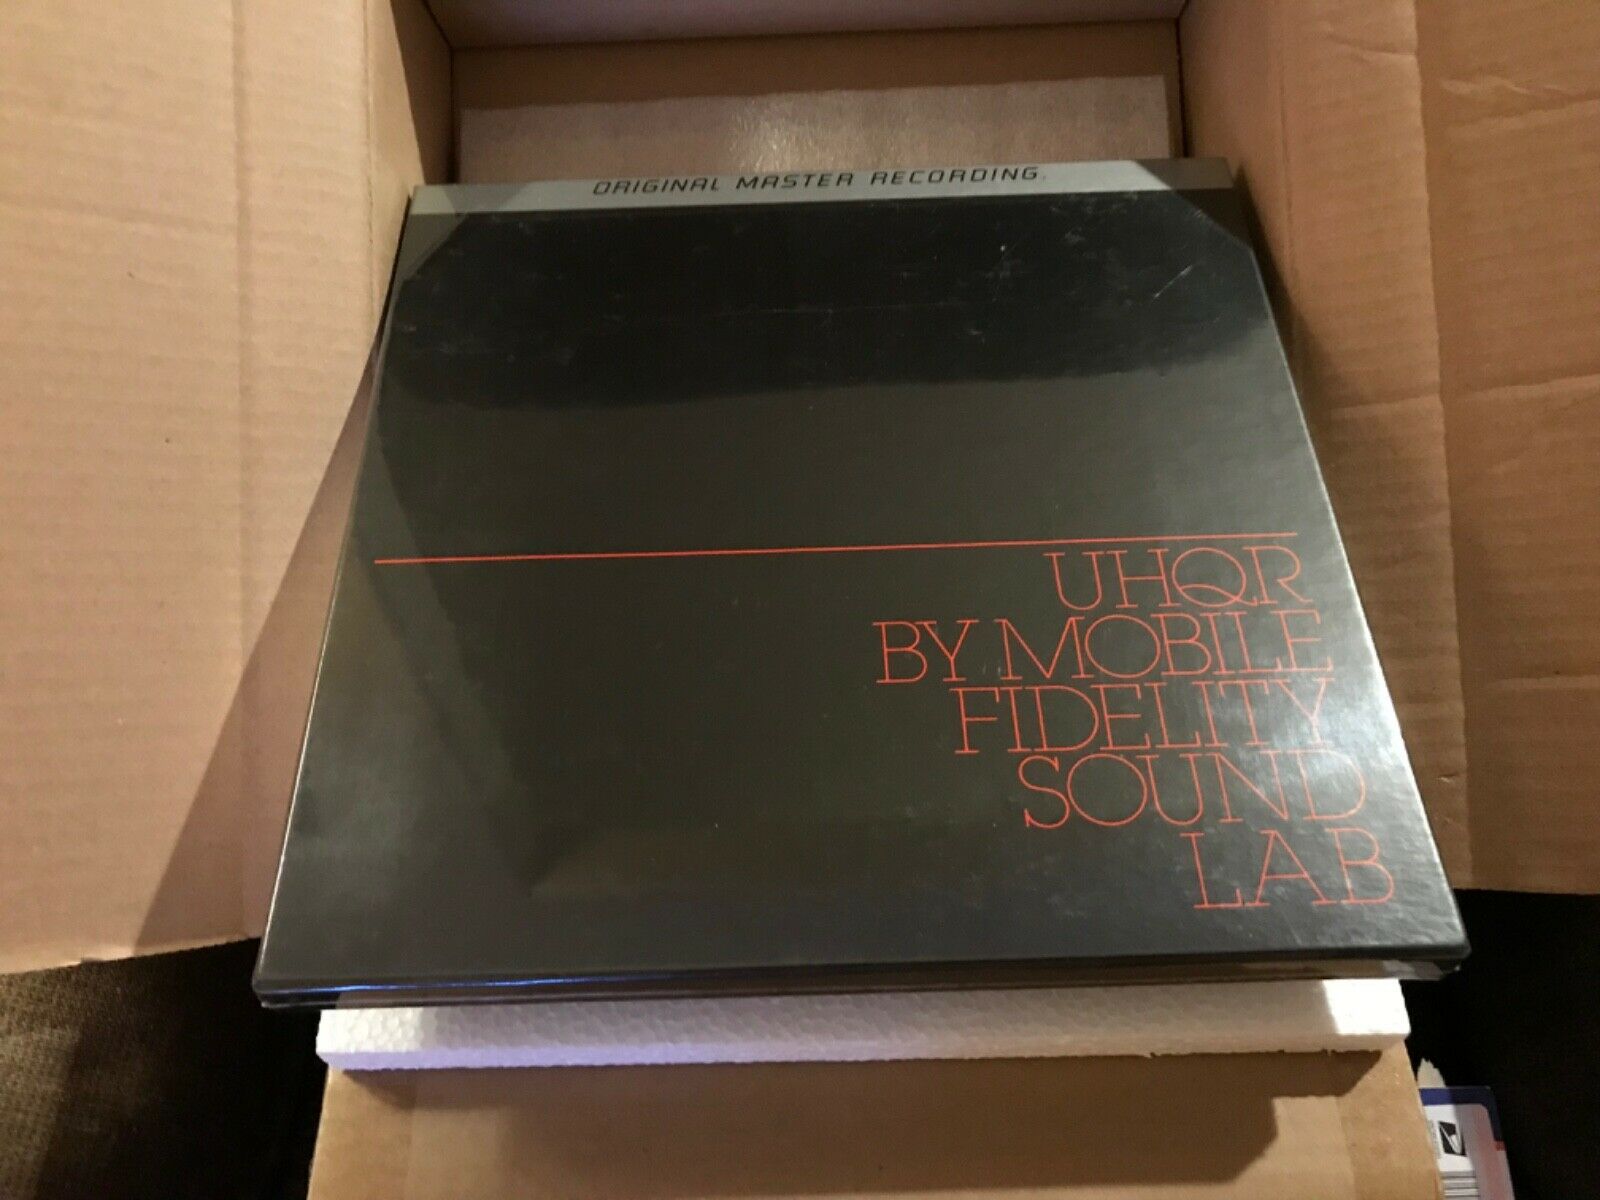 ORIGINAL MASTER RECORDING
UHQR
BY MOBILE
FIDELITY
SOUND
LAB